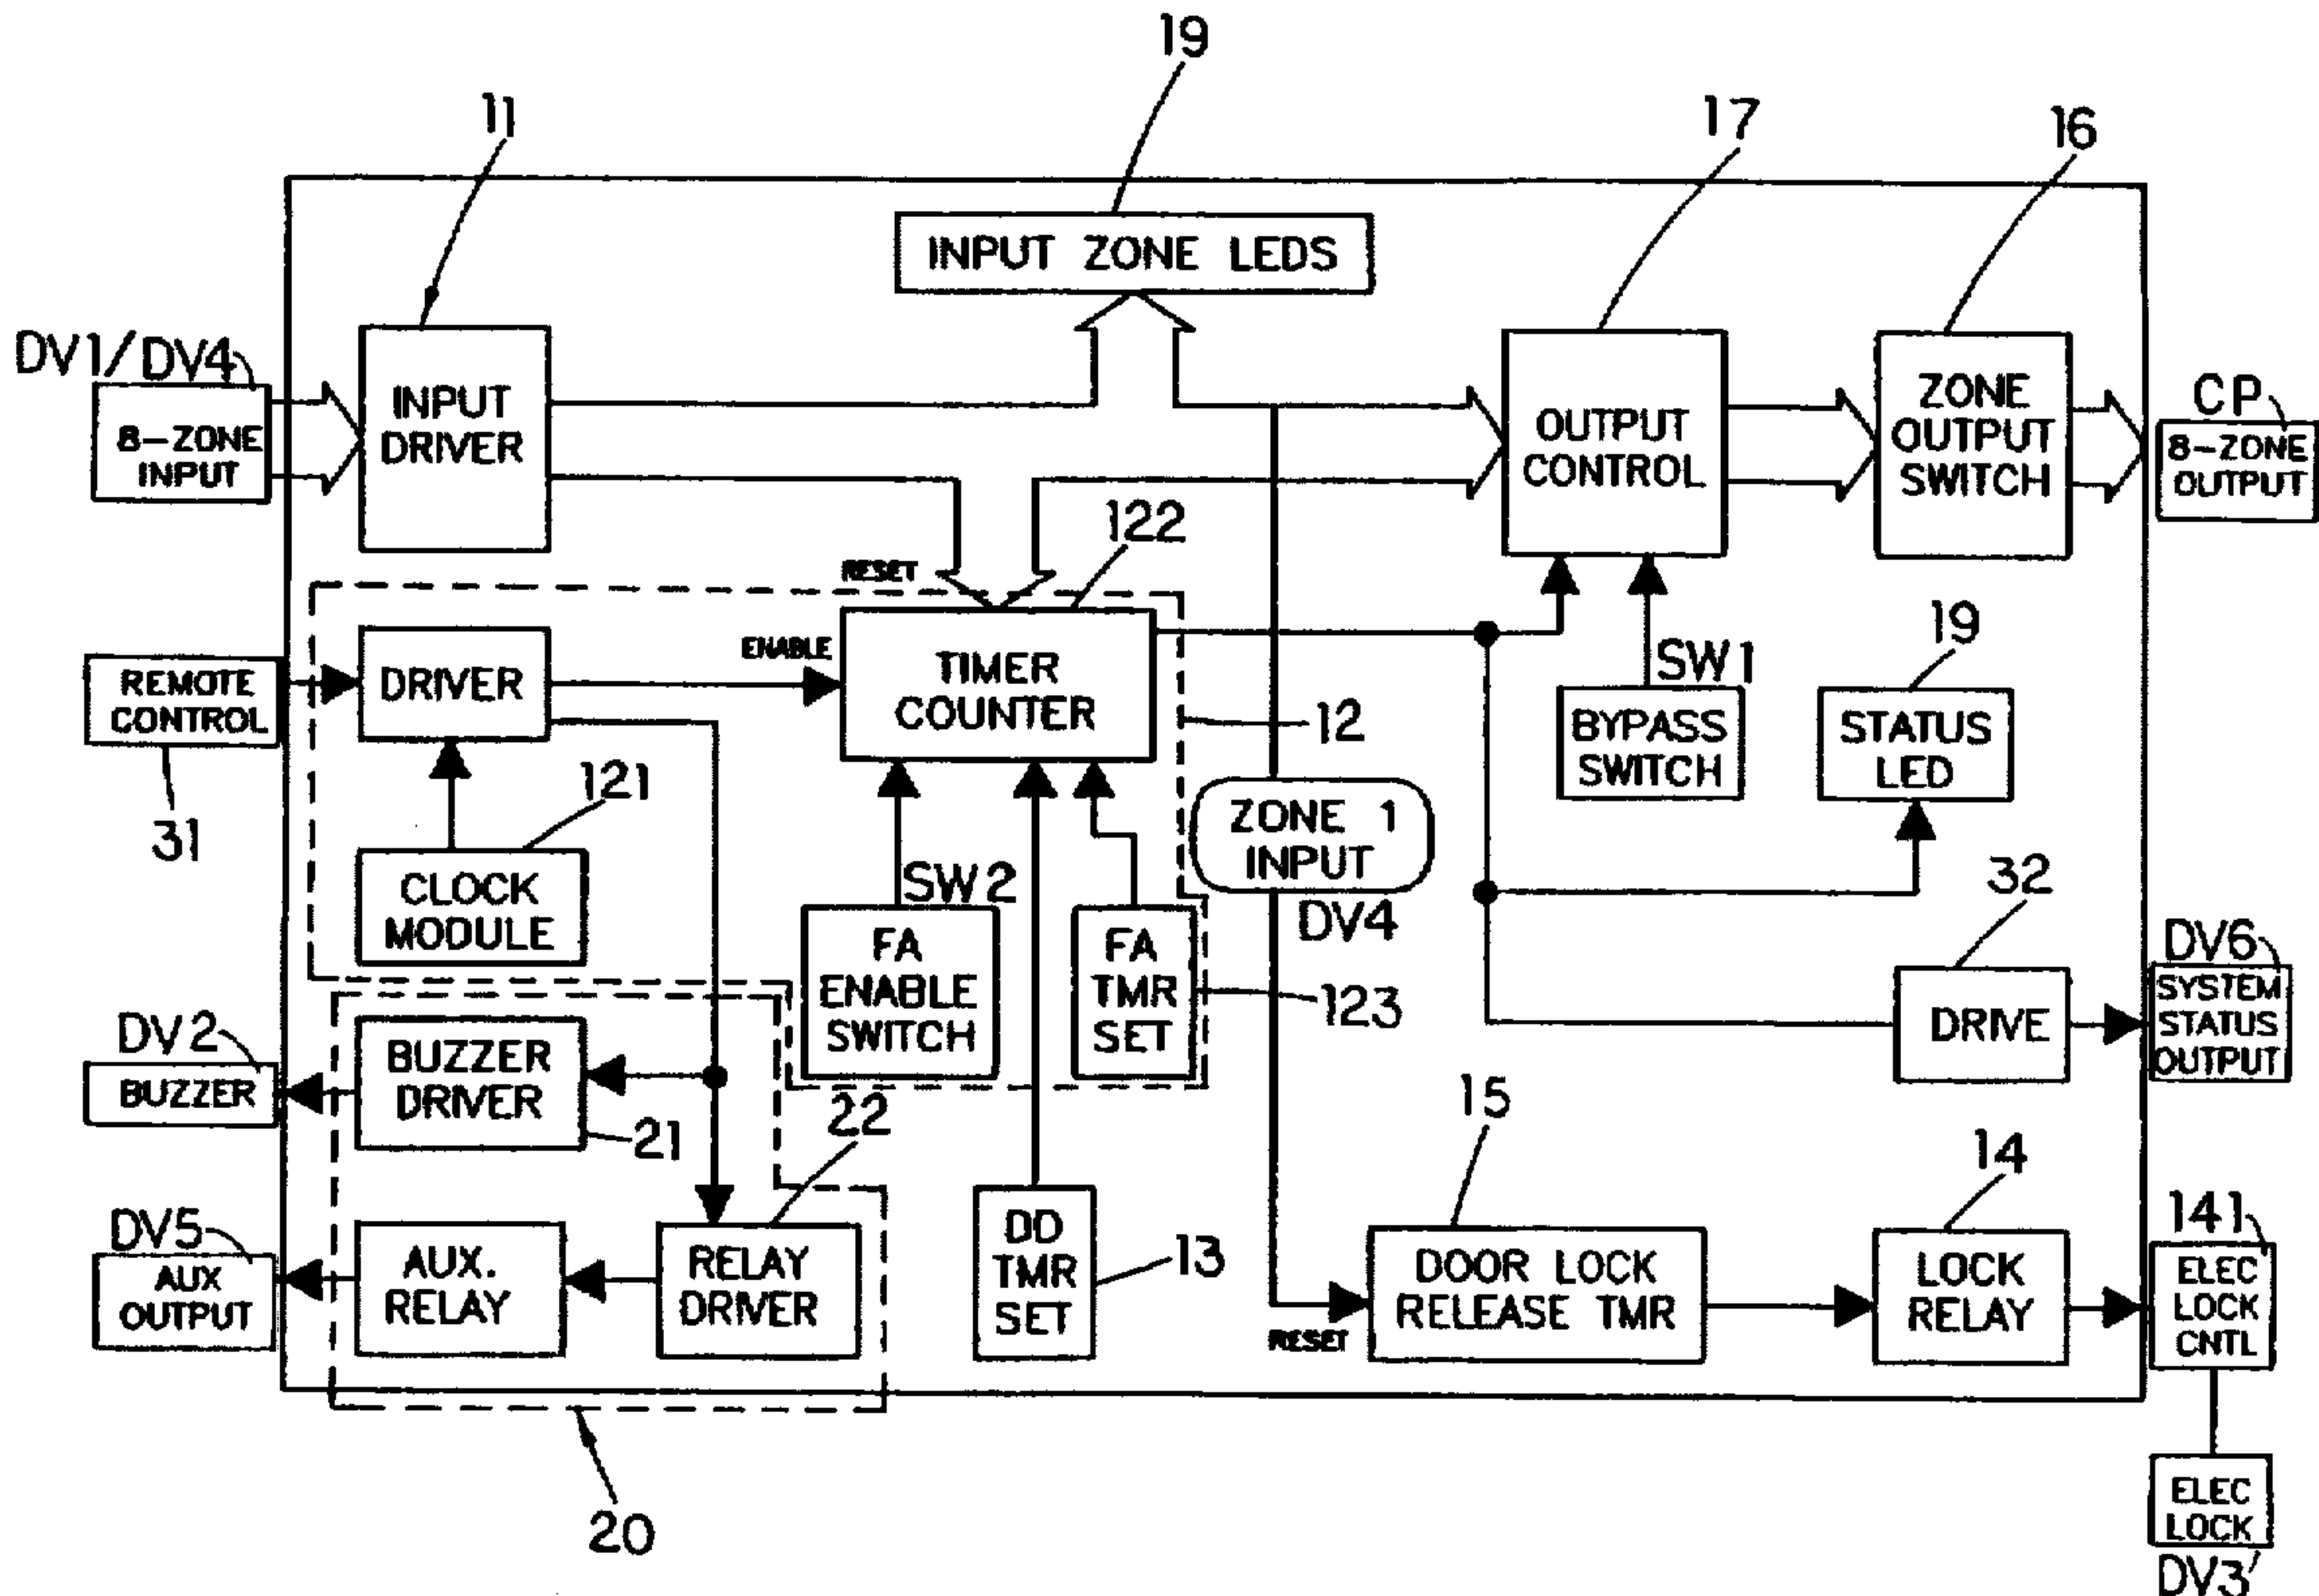 19
11
17
16
INPUT ZONE LEDS
DV1/DV4
8-ZONE
INPUT
INPUT
DRIVER
OUTPUT
CONTROL
ZONE
OUTPUT
SWITCH
CP
8-ZONE
OUTPUT
122
RESET
REMOTE
CONTROL
31
DRIVER
ENABLE
TIMER
COUNTER
12
SW1
BYPASS
SWITCH
19
STATUS
LED
121
CLOCK
MODULE
SW2
FA
ENABLE
SWITCH
FA
TMR
SET
123
ZONE 1
INPUT
DV4
32
DRIVE
DV6
SYSTEM
STATUS
OUTPUT
DV2
BUZZER
BUZZER
DRIVER
21
22
DV5
AUX
OUTPUT
AUX.
RELAY
RELAY
DRIVER
DD
TMR
SET
13
15
RESET
DOOR LOCK
RELEASE TMR
14
LOCK
RELAY
141
ELEC
LOCK
CNTL
20
ELEC
LOCK
DV3